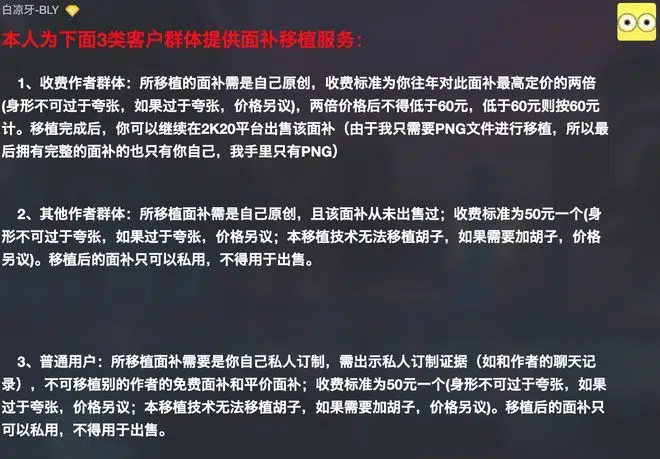 白凉牙-BLY
本人为下面3类客户群体提供面补移植服务：
1、收费作者群体：所移植的面补需是自己原创，收费标准为你往年对此面补最高定价的两倍
(身形不可过于夸张，如果过于夸张，价格另议)，两倍价格后不得低于60元，低于60元则按60元
计。移植完成后，你可以继续在2K20平台出售该面补（由于我只需要PNG文件进行移植，所以最
后拥有完整的面补的也只有你自己，我手里只有PNG）
2、其他作者群体：所移植面补需是自己原创，且该面补从未出售过；收费标准为50元一个(身
形不可过于夸张，如果过于夸张，价格另议；本移植技术无法移植胡子，如果需要加胡子，价格
另议)。移植后的面补只可以私用，不得用于出售。
3、普通用户：所移植面补需要是你自己私人订制，需出示私人订制证据（如和作者的聊天记
录），不可移植别的作者的免费面补和平价面补；收费标准为50元一个(身形不可过于夸张，如果
过于夸张，价格另议；本移植技术无法移植胡子，如果需要加胡子，价格另议)。移植后的面补只
可以私用，不得用于出售。